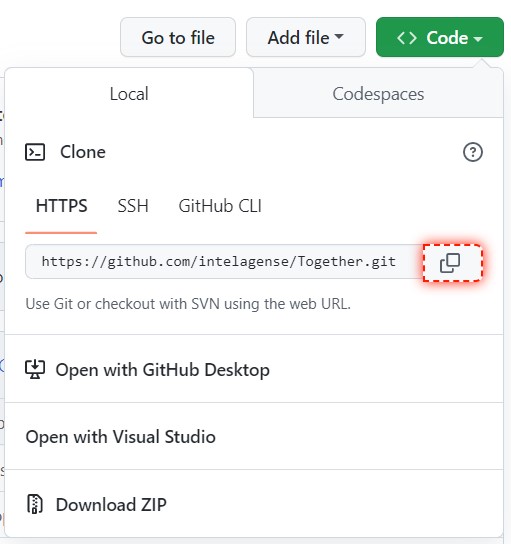 Go to file Add file Code
Local Codespaces
Clone
HTTPS SSH GitHub CLI
https://github.com/intelagense/Together.git
Use Git or checkout with SVN using the web URL.
Open with GitHub Desktop
Open with Visual Studio
Download ZIP